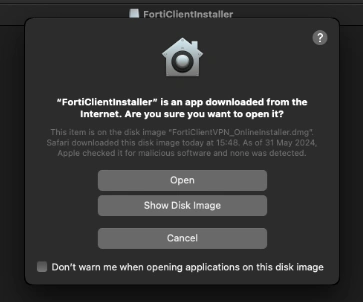 FortiClientInstaller
?
“FortiClientInstaller” is an app downloaded from the
Internet. Are you sure you want to open it?
This item is on the disk image “FortiClientVPN_OnlineInstaller.dmg”.
Safari downloaded this disk image today at 15:48. As of 31 May 2024,
Apple checked it for malicious software and none was detected.
Open
Show Disk Image
Cancel
Don’t warn me when opening applications on this disk image